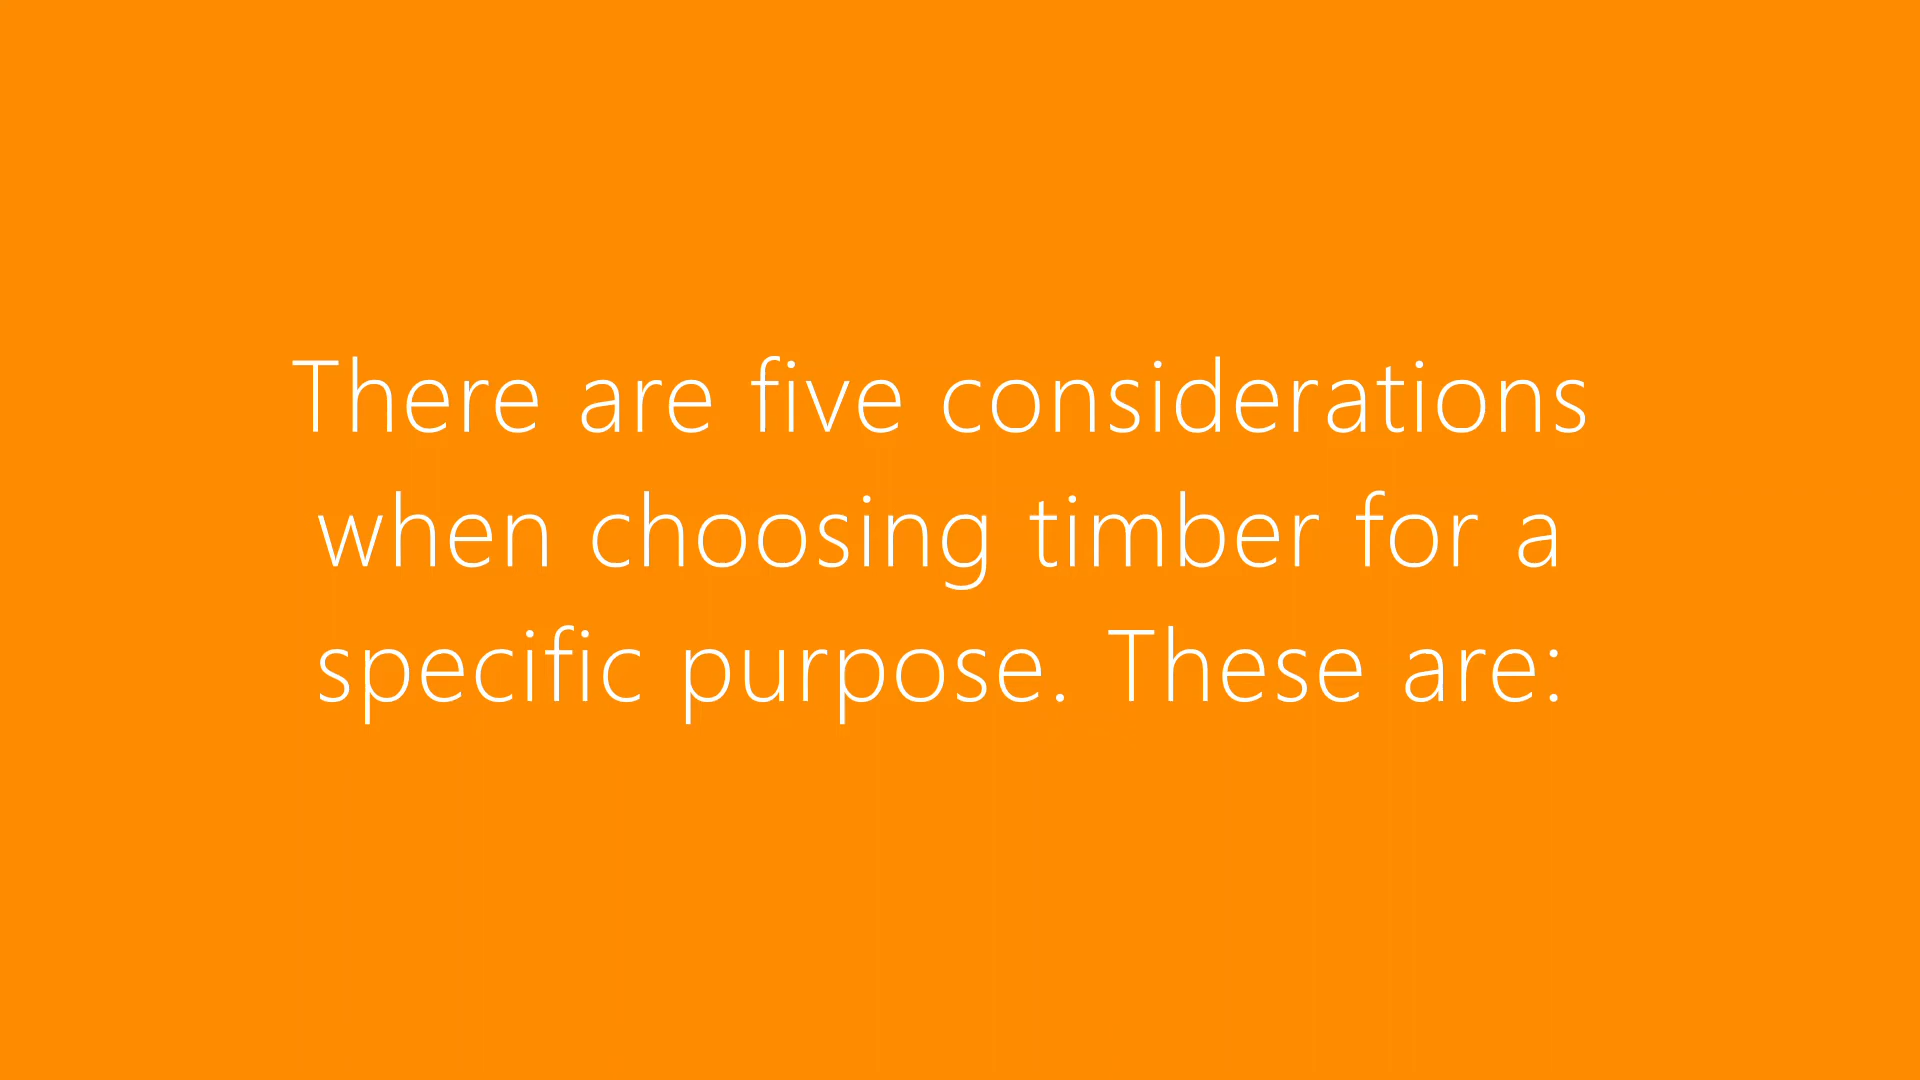 There are five considerations
when choosing timber for a
specific purpose. These are: